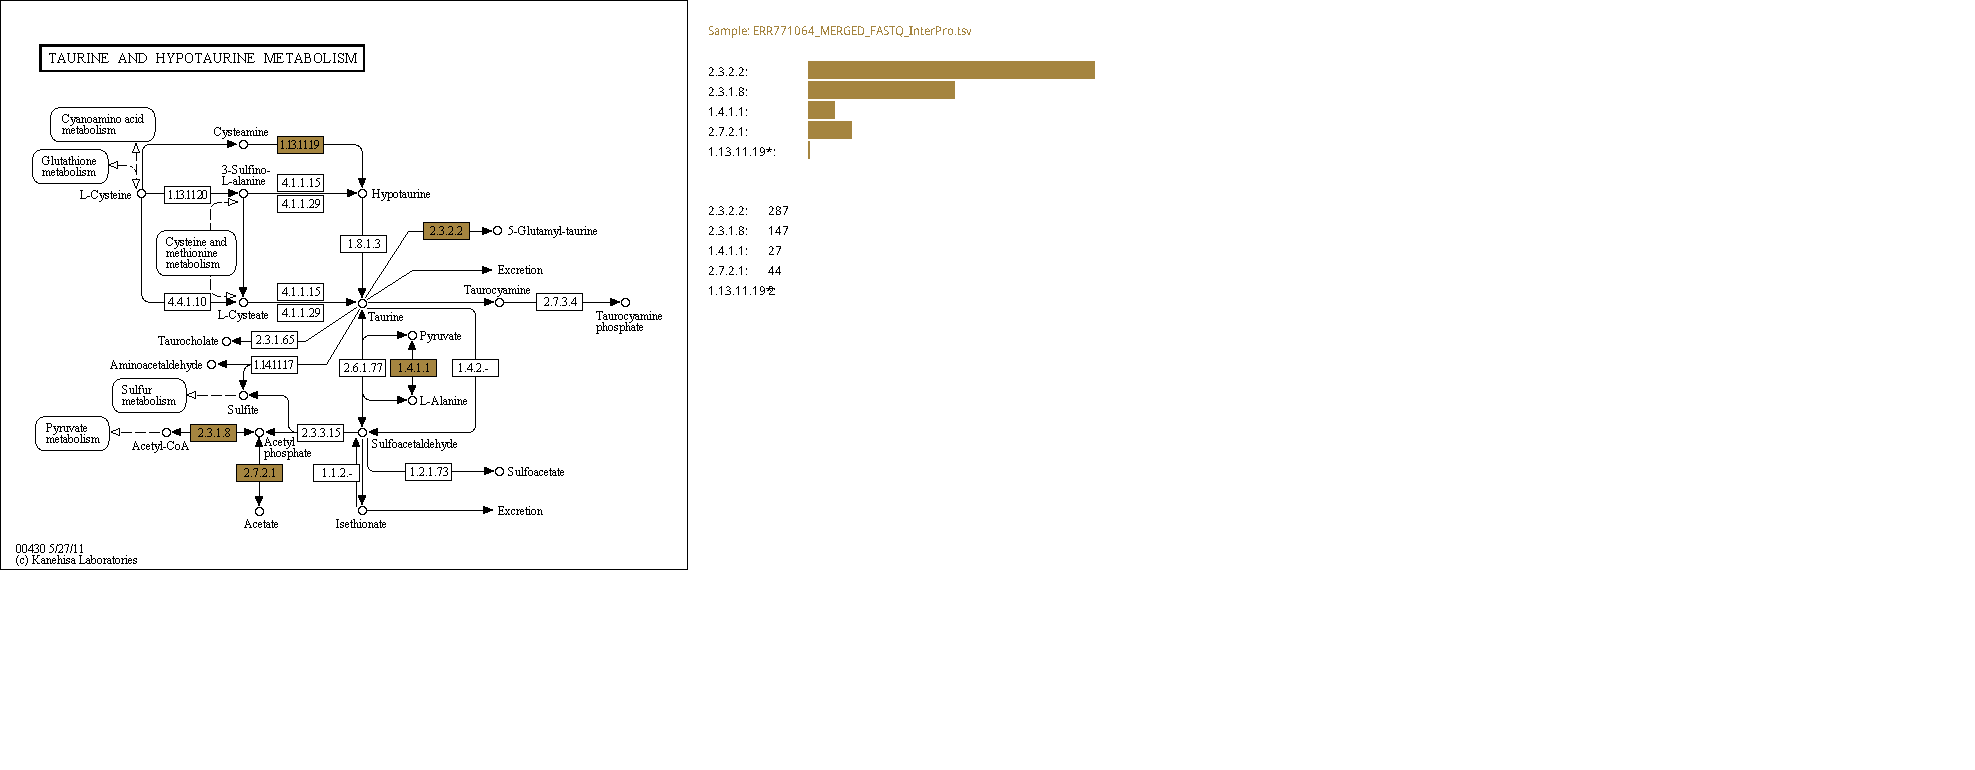 TAURINE AND HYPOTAURINE METABOLISM
Cyanoamino acid
metabolism
Glutathione
metabolism
L-Cysteine
Cysteamine
1.13.1119
3-Sulfino-
L-alanine
1.13.1120
4.1.1.15
4.1.1.29
Hypotaurine
Cysteine and
methionine
metabolism
1.8.1.3
2.3.2.2
5-Glutamyl-taurine
Excretion
4.4.1.10
L-Cysteate
4.1.1.15
4.1.1.29
Taurine
Taurocyamine
2.7.3.4
Taurocyamine
phosphate
Taurocholate
2.3.1.65
Pyruvate
Aminoacetaldehyde
1.14.1117
2.6.1.77
1.4.1.1
1.4.2.-
Sulfur
metabolism
Sulfite
L-Alanine
Pyruvate
metabolism
Acetyl-CoA
2.3.1.8
Acetyl
phosphate
2.3.3.15
Sulfoacetaldehyde
2.7.2.1
1.1.2.-
1.2.1.73
Sulfoacetate
Acetate
Isethionate
Excretion
00430 5/27/11
(c) Kanehisa Laboratories
Sample: ERR771064_MERGED_FASTQ_InterPro.tsv
2.3.2.2:
2.3.1.8:
1.4.1.1:
2.7.2.1:
1.13.11.19*:
2.3.2.2: 287
2.3.1.8: 147
1.4.1.1: 27
2.7.2.1: 44
1.13.11.19*: 2